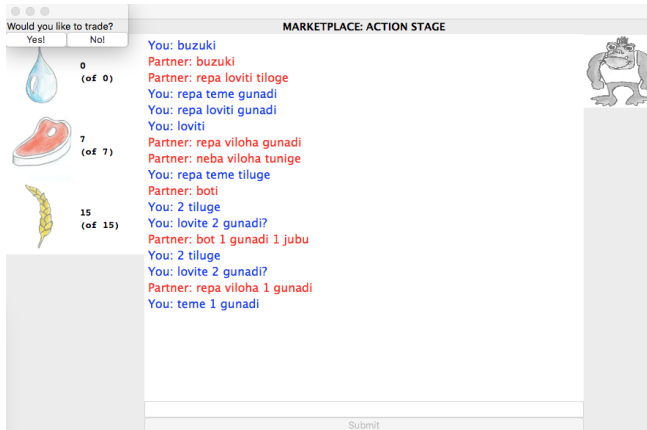 Would you like to trade?
Yes! No!
MARKETPLACE: ACTION STAGE
0
(of 0)
7
(of 7)
15
(of 15)
You: buzuki
Partner: buzuki
Partner: repa loviti tiloge
You: repa teme gunadi
You: repa loviti gunadi
You: loviti
Partner: repa viloha gunadi
Partner: neba viloha tunige
You: repa teme tiluge
Partner: boti
You: 2 tiluge
You: lovite 2 gunadi?
Partner: bot 1 gunadi 1 jubu
You: 2 tiluge
You: lovite 2 gunadi?
Partner: repa viloha 1 gunadi
You: teme 1 gunadi
Submit